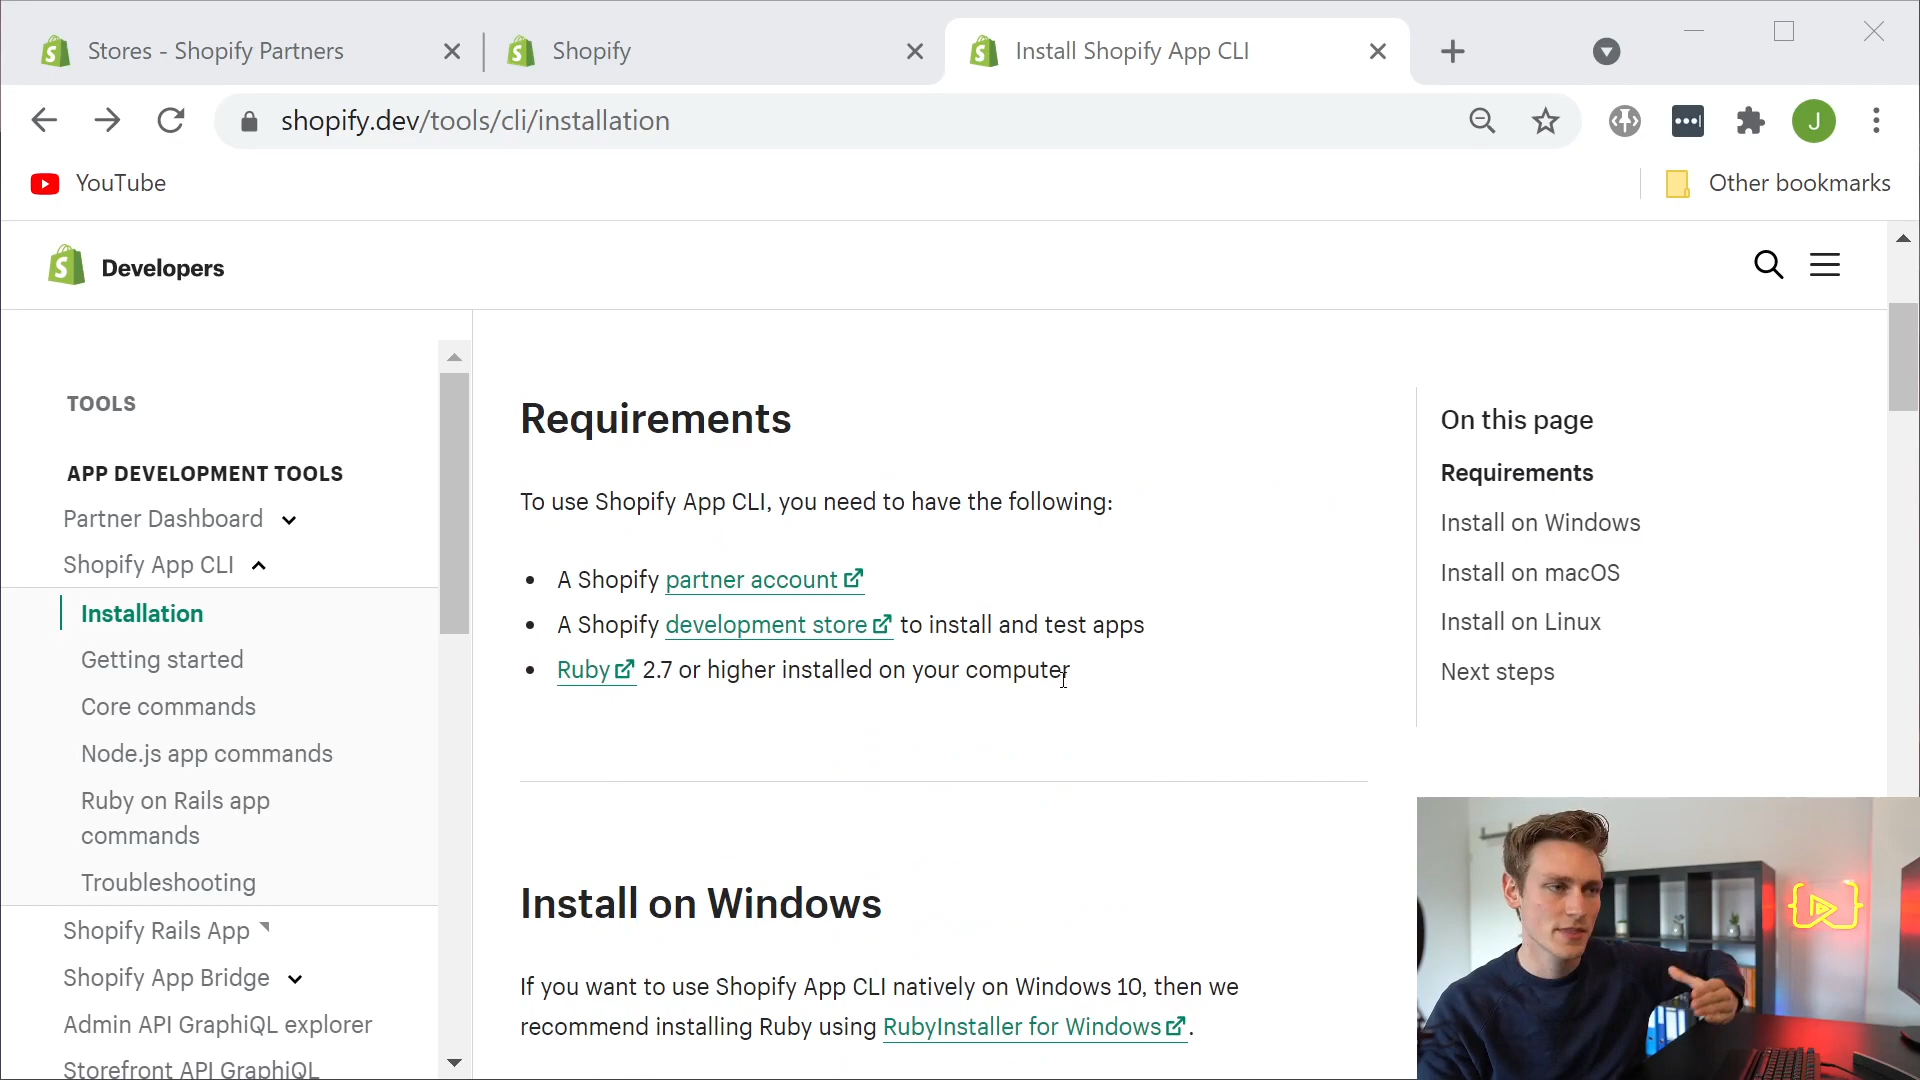 Stores - Shopify Partners
Shopify
Install Shopify App CLI
shopify.dev/tools/cli/installation
J
YouTube
Other bookmarks
Developers
TOOLS
APP DEVELOPMENT TOOLS
Partner Dashboard
Shopify App CLI
Installation
Getting started
Core commands
Node.js app commands
Ruby on Rails app
commands
Troubleshooting
Shopify Rails App
Shopify App Bridge
Admin API GraphiQL explorer
Storefront API GraphiQL
Requirements
To use Shopify App CLI, you need to have the following:
• A Shopify partner account
• A Shopify development store to install and test apps
• Ruby 2.7 or higher installed on your computer
Install on Windows
If you want to use Shopify App CLI natively on Windows 10, then we
recommend installing Ruby using RubyInstaller for Windows.
On this page
Requirements
Install on Windows
Install on macOS
Install on Linux
Next steps